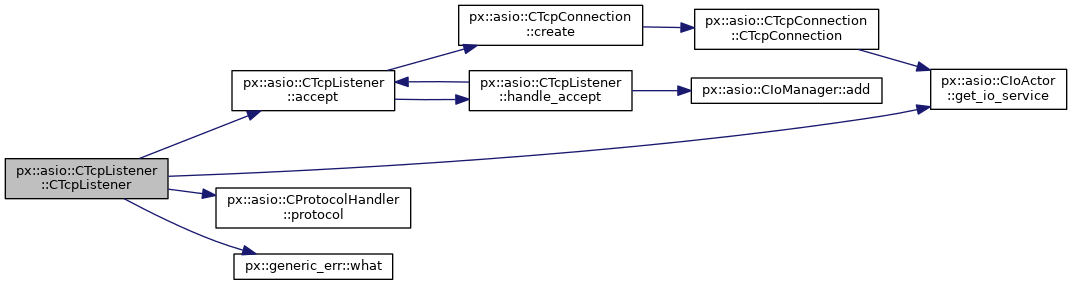 px::asio::CTcpListener
::CTcpListener
px::asio::CTcpListener
::accept
px::asio::CTcpConnection
::create
px::asio::CTcpConnection
::CTcpConnection
px::asio::CTcpListener
::handle_accept
px::asio::CIoManager::add
px::asio::CIoActor
::get_io_service
px::asio::CProtocolHandler
::protocol
px::generic_err::what